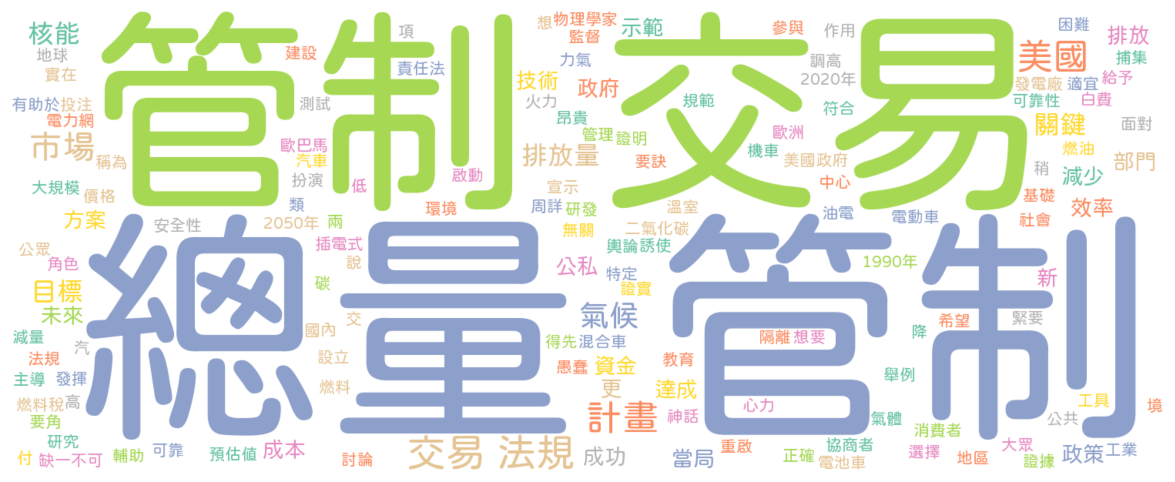 管制交易
總量管制
核能
地球
實在
有助於
投注
電力網
市場
稱為
大規模
價格
方案
安全性
公眾
角色
目標
未來
減量
汽
法規
主導
發揮
燃料稅
高
要角
研究
付
缺一不可
輔助
可靠
預估值
成本
建設
項
責任法
測試
歐巴馬
汽車
扮演
類
低
啟動
環境
2050年
兩
插電式
說
碳
國內
交
設立
燃料
討論
想
物理學家
監督
示範
參與
作用
力氣
技術
政府
調高
2020年
火力
昂貴
規範
符合
管理
證明
歐洲
排放量
要訣
機車
美國政府
中心
宣示
溫室
周詳
研發
無關
二氧化碳
油電
電動車
輿論
誘使
公私
特定
證實
1990年
氣候
得先
混合車
隔離
想要
愚蠢
資金
教育
更
達成
計畫
神話
心力
交易
法規
成功
當局
重啟
正確
電池車
協商者
氣體
舉例
降
希望
緊要
新
消費者
選擇
地區
大眾
證據
公共
政策
工業
工具
境
困難
美國
排放
捕集
發電廠
適宜
給予
可靠性
白費
關鍵
面對
燃油
部門
稍
減少
基礎
效率
社會